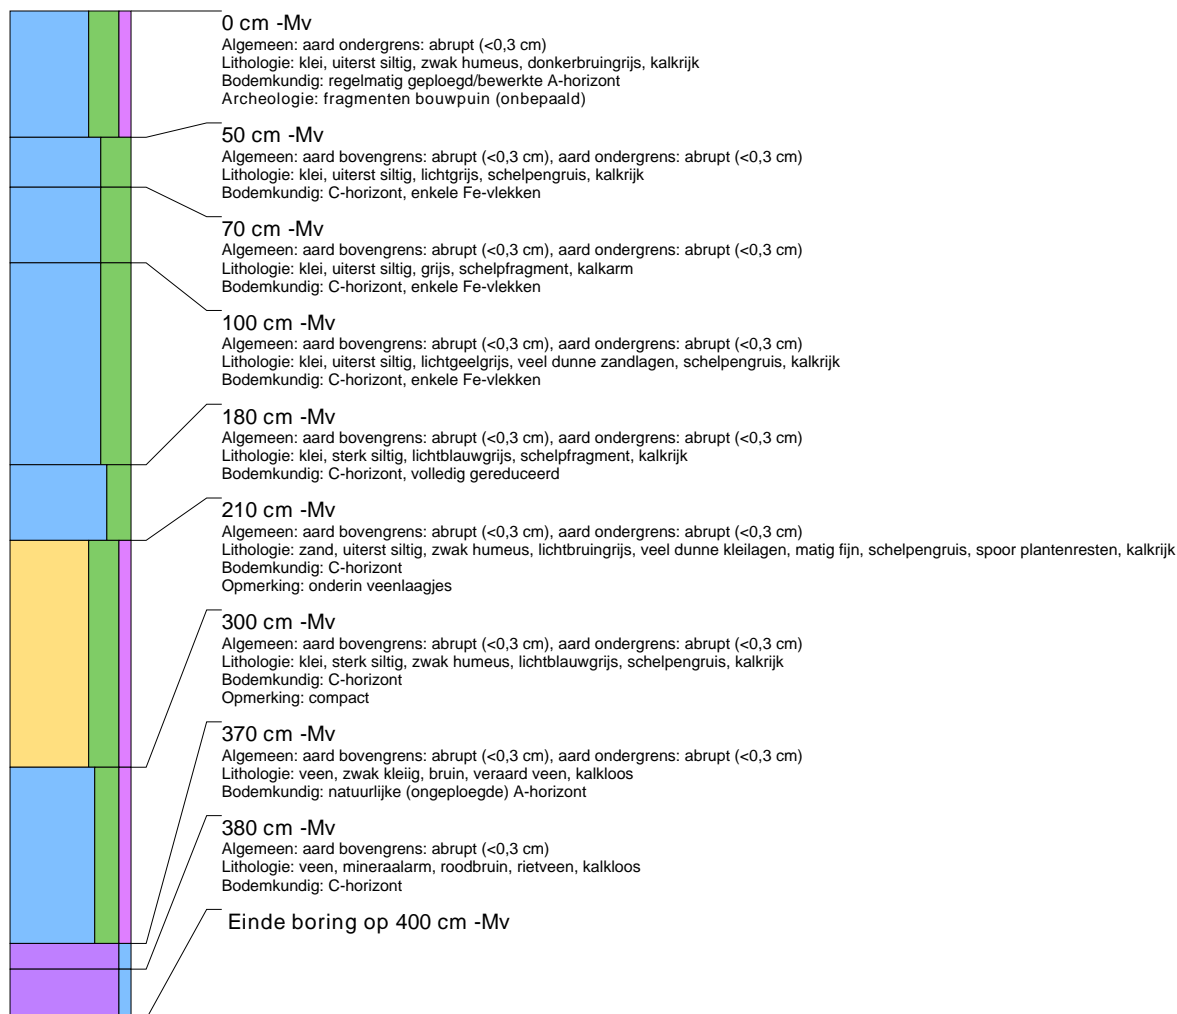 0 cm -Mv
Algemeen: aard ondergrens: abrupt (<0,3 cm)
Lithologie: klei, uiterst siltig, zwak humeus, donkerbruingrijs, kalkrijk
Bodemkundig: regelmatig geploegd/bewerkte A-horizont
Archeologie: fragmenten bouwpuin (onbepaald)
50 cm -Mv
Algemeen: aard bovengrens: abrupt (<0,3 cm), aard ondergrens: abrupt (<0,3 cm)
Lithologie: klei, uiterst siltig, lichtgrijs, schelpengruis, kalkrijk
Bodemkundig: C-horizont, enkele Fe-vlekken
70 cm -Mv
Algemeen: aard bovengrens: abrupt (<0,3 cm), aard ondergrens: abrupt (<0,3 cm)
Lithologie: klei, uiterst siltig, grijs, schelpfragment, kalkarm
Bodemkundig: C-horizont, enkele Fe-vlekken
100 cm -Mv
Algemeen: aard bovengrens: abrupt (<0,3 cm), aard ondergrens: abrupt (<0,3 cm)
Lithologie: klei, uiterst siltig, lichtgeelgrijs, veel dunne zandlagen, schelpengruis, kalkrijk
Bodemkundig: C-horizont, enkele Fe-vlekken
180 cm -Mv
Algemeen: aard bovengrens: abrupt (<0,3 cm), aard ondergrens: abrupt (<0,3 cm)
Lithologie: klei, sterk siltig, lichtblauwgrijs, schelpfragment, kalkrijk
Bodemkundig: C-horizont, volledig gereduceerd
210 cm -Mv
Algemeen: aard bovengrens: abrupt (<0,3 cm), aard ondergrens: abrupt (<0,3 cm)
Lithologie: zand, uiterst siltig, zwak humeus, lichtbruingrijs, veel dunne kleilagen, matig fijn, schelpengruis, spoor plantenresten, kalkrijk
Bodemkundig: C-horizont
Opmerking: onderin veenlaagjes
300 cm -Mv
Algemeen: aard bovengrens: abrupt (<0,3 cm), aard ondergrens: abrupt (<0,3 cm)
Lithologie: klei, sterk siltig, zwak humeus, lichtblauwgrijs, schelpengruis, kalkrijk
Bodemkundig: C-horizont
Opmerking: compact
370 cm -Mv
Algemeen: aard bovengrens: abrupt (<0,3 cm), aard ondergrens: abrupt (<0,3 cm)
Lithologie: veen, zwak kleiig, bruin, veraard veen, kalkloos
Bodemkundig: natuurlijke (ongeploegde) A-horizont
380 cm -Mv
Algemeen: aard bovengrens: abrupt (<0,3 cm)
Lithologie: veen, mineraalarm, roodbruin, rietveen, kalkloos
Bodemkundig: C-horizont
Einde boring op 400 cm -Mv